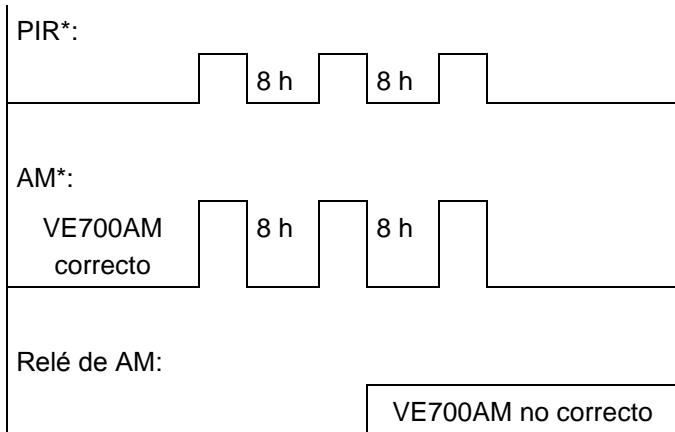 PIR*:
8 h 8 h
AM*:
VE700AM
correcto
8 h 8 h
Relé de AM:
VE700AM no correcto